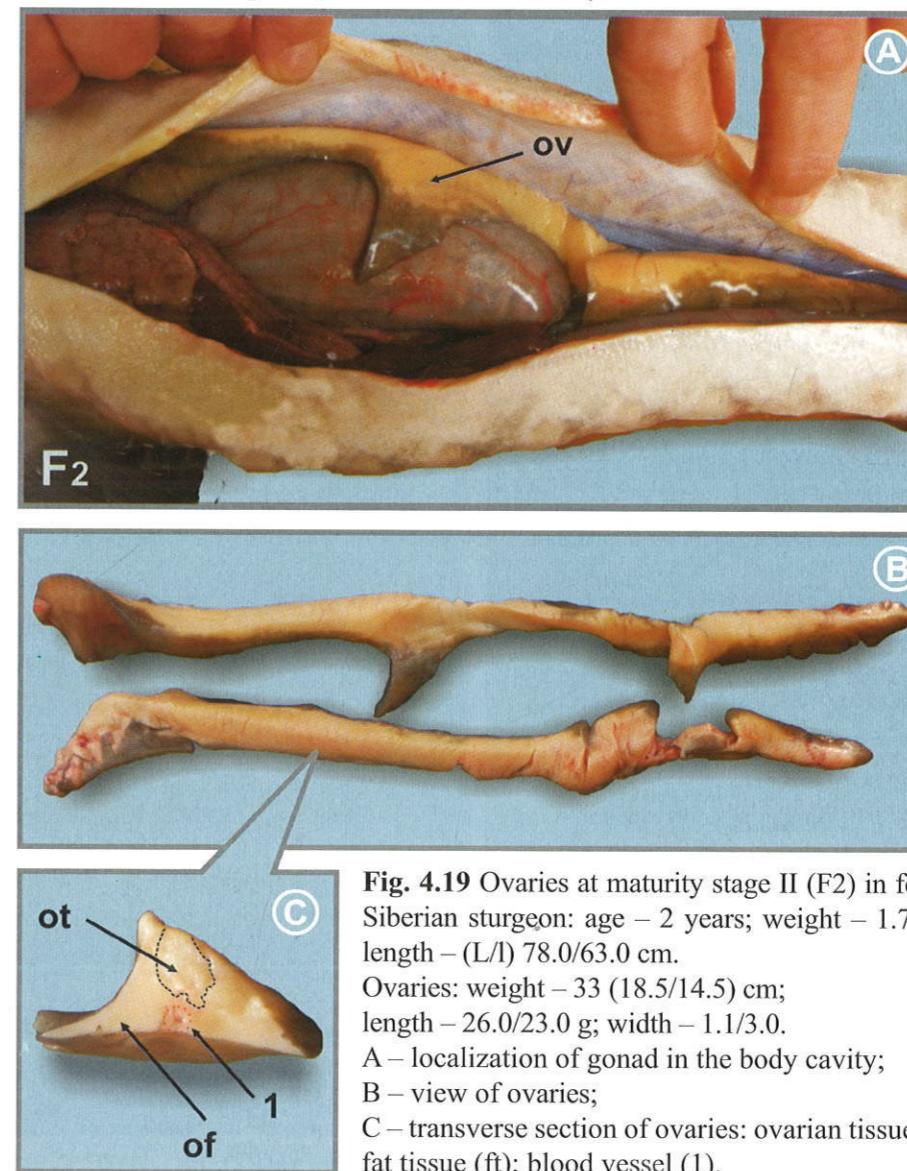 A
ov
F2
B
C
ot
1
of
Fig. 4.19 Ovaries at maturity stage II (F2) in
Siberian sturgeon: age – 2 years; weight – 1.7
length – (L/l) 78.0/63.0 cm.
Ovaries: weight – 33 (18.5/14.5) cm;
length – 26.0/23.0 g; width – 1.1/3.0.
A – localization of gonad in the body cavity;
B – view of ovaries;
C – transverse section of ovaries: ovarian tissue
fat tissue (ft); blood vessel (1).